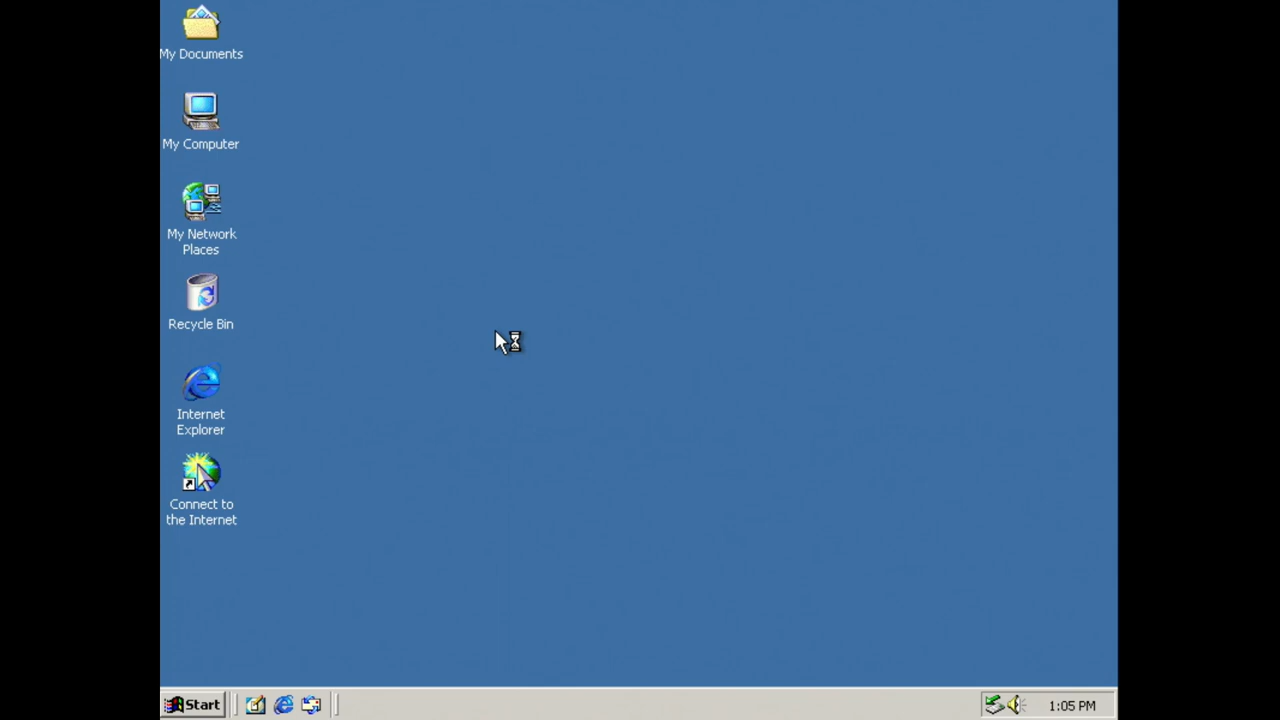 My Documents
My Computer
My Network
Places
Recycle Bin
Internet
Explorer
Connect to
the Internet
Start
1:05 PM